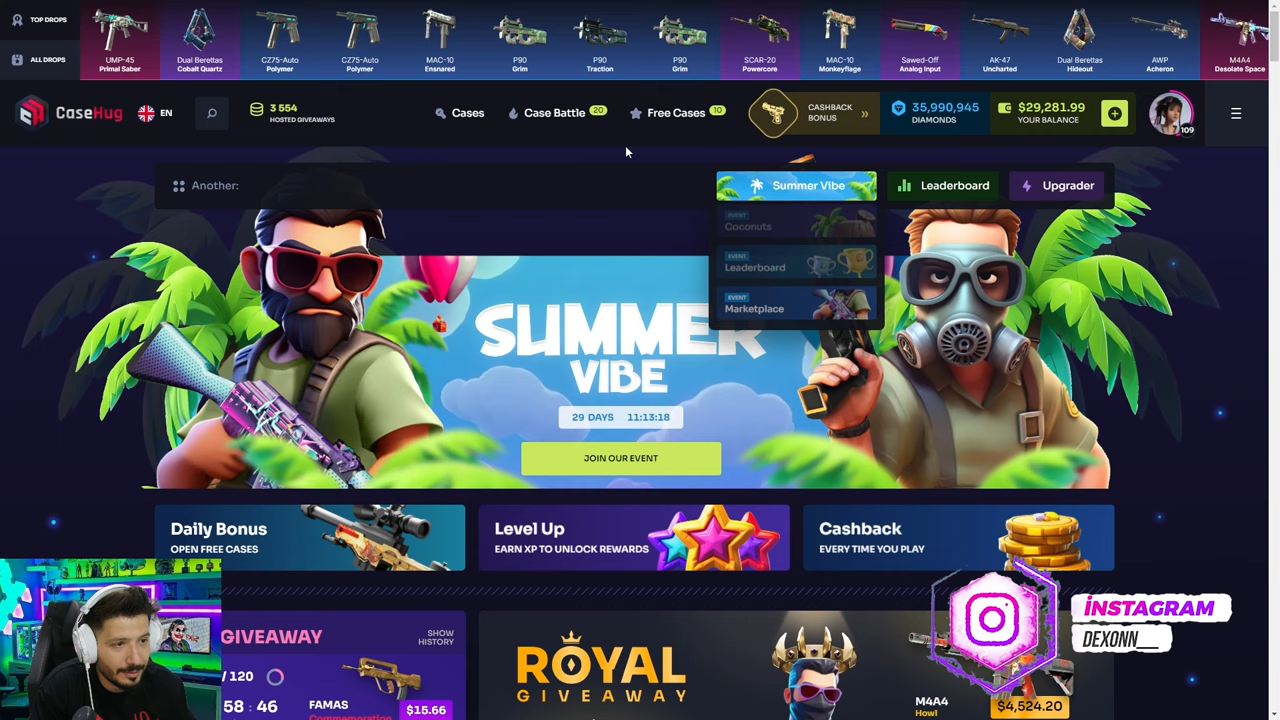 TOP DROPS
ALL DROPS
UMP-45
Primal Saber
Dual Berettas
Cobalt Quartz
CZ75-Auto
Polymer
CZ75-Auto
Polymer
MAC-10
Ensnared
P90
Grim
P90
Traction
P90
Grim
SCAR-20
Powercore
MAC-10
Monkeyflage
Sawed-Off
Analog Input
AK-47
Uncharted
Dual Berettas
Hideout
AWP
Acheron
M4A4
Desolate Space
CaseHug
EN
3 554
HOSTED GIVEAWAYS
Cases
Case Battle 20
Free Cases 10
CASHBACK
BONUS
»
35,990,945
DIAMONDS
$29,281.99
YOUR BALANCE
109
Another:
Summer Vibe
Leaderboard
Upgrader
EVENT
Coconuts
EVENT
Leaderboard
EVENT
Marketplace
SUMMER
VIBE
29 DAYS 11:13:18
JOIN OUR EVENT
Daily Bonus
OPEN FREE CASES
Level Up
EARN XP TO UNLOCK REWARDS
Cashback
EVERY TIME YOU PLAY
GIVEAWAY
SHOW
HISTORY
/ 120
58 : 46
FAMAS
Commemoration
$15.66
ROYAL
GIVEAWAY
M4A4
Howl
$4,524.20
İNSTAGRAM
DEXONN__